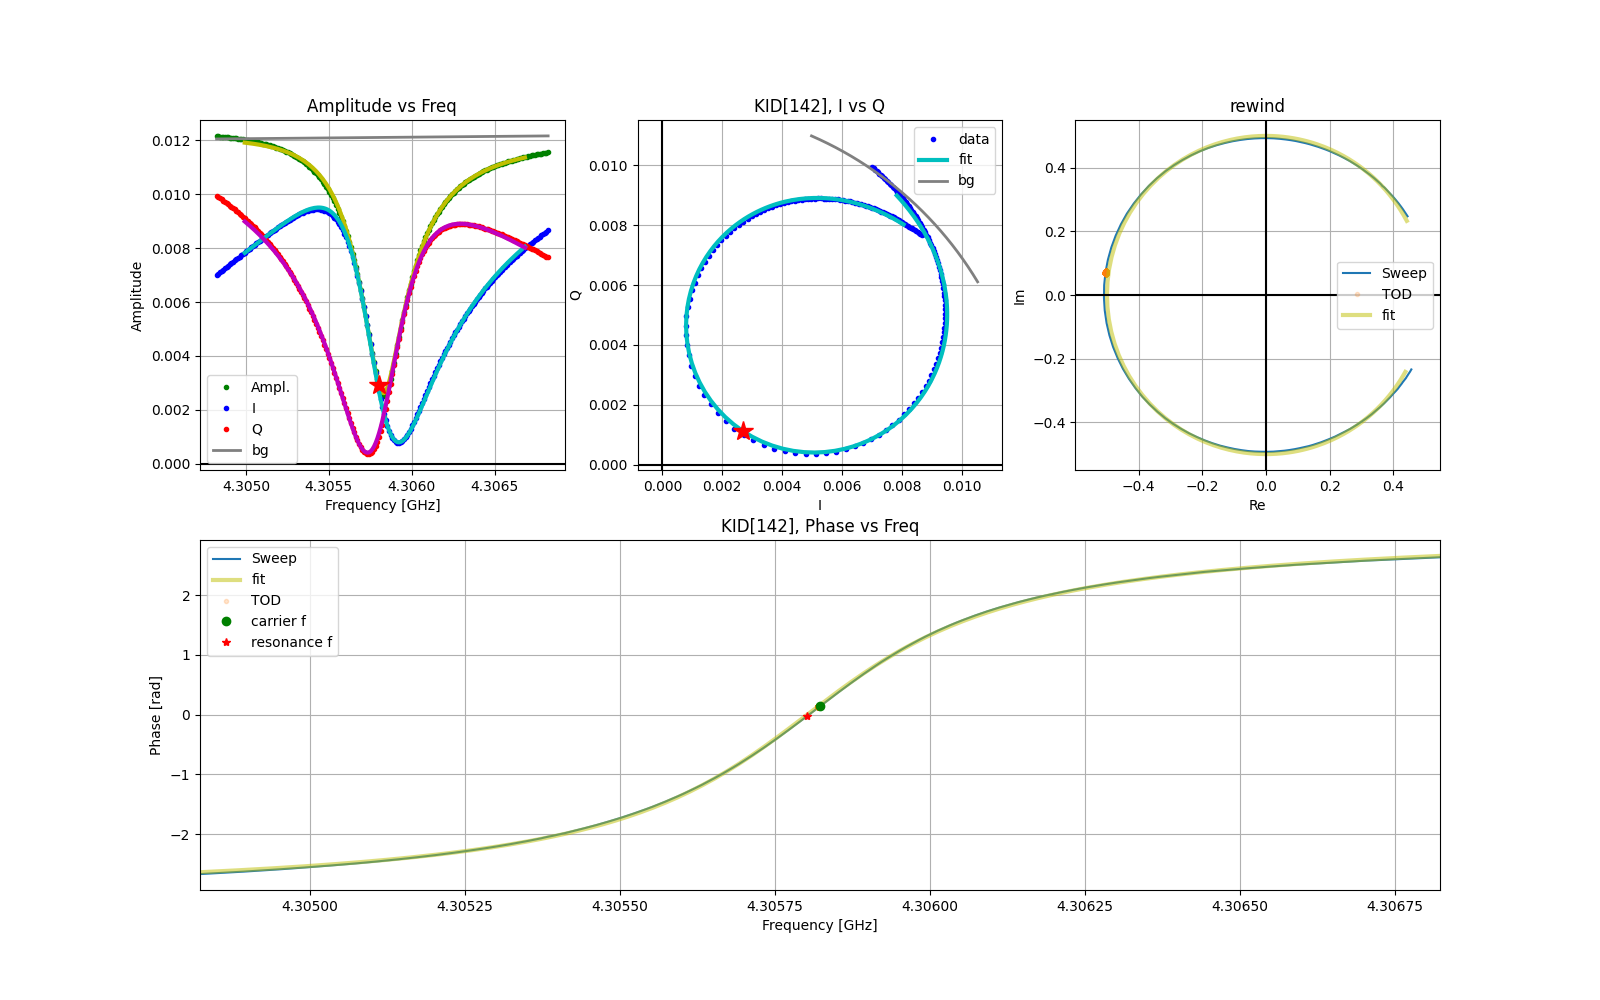 Amplitude vs Freq
Amplitude
0.012
0.010
0.008
0.006
0.004
0.002
0.000
Ampl.
I
Q
bg
4.3050
4.3055
4.3060
4.3065
Frequency [GHz]
KID[142], I vs Q
Q
0.010
0.008
0.006
0.004
0.002
0.000
data
fit
bg
0.000
0.002
0.004
0.006
0.008
0.010
I
rewind
Im
0.4
0.2
0.0
−0.2
−0.4
Sweep
TOD
fit
−0.4
−0.2
0.0
0.2
0.4
Re
KID[142], Phase vs Freq
Phase [rad]
2
1
0
−1
−2
Sweep
fit
TOD
carrier f
resonance f
4.30500
4.30525
4.30550
4.30575
4.30600
4.30625
4.30650
4.30675
Frequency [GHz]